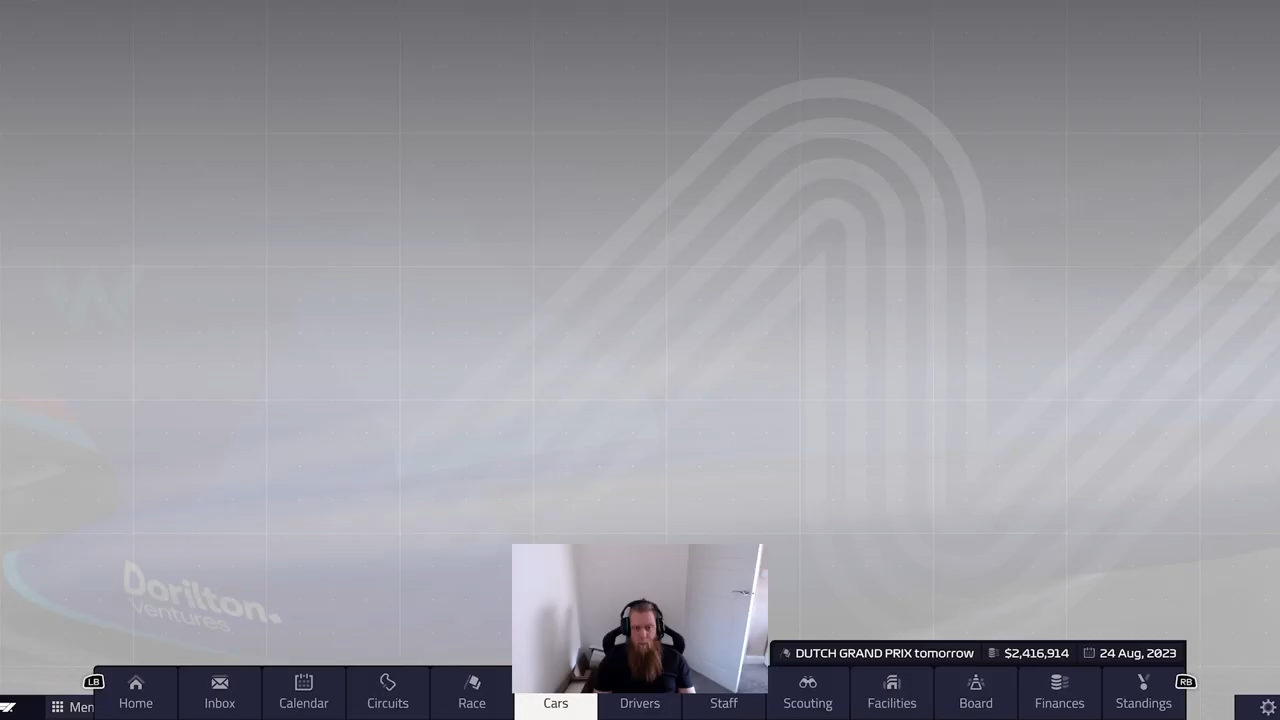 W
Dorilton.
Ventures.
DUTCH GRAND PRIX tomorrow
$2,416,914
24 Aug, 2023
LB
Men
Home
Inbox
Calendar
Circuits
Race
Cars
Drivers
Staff
Scouting
Facilities
Board
Finances
Standings
RB